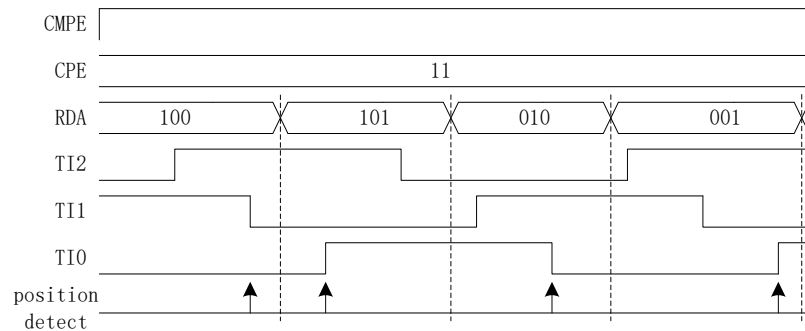 CMPE
CPE 11
RDA 100 101 010 001
TI2
TI1
TI0
position
detect